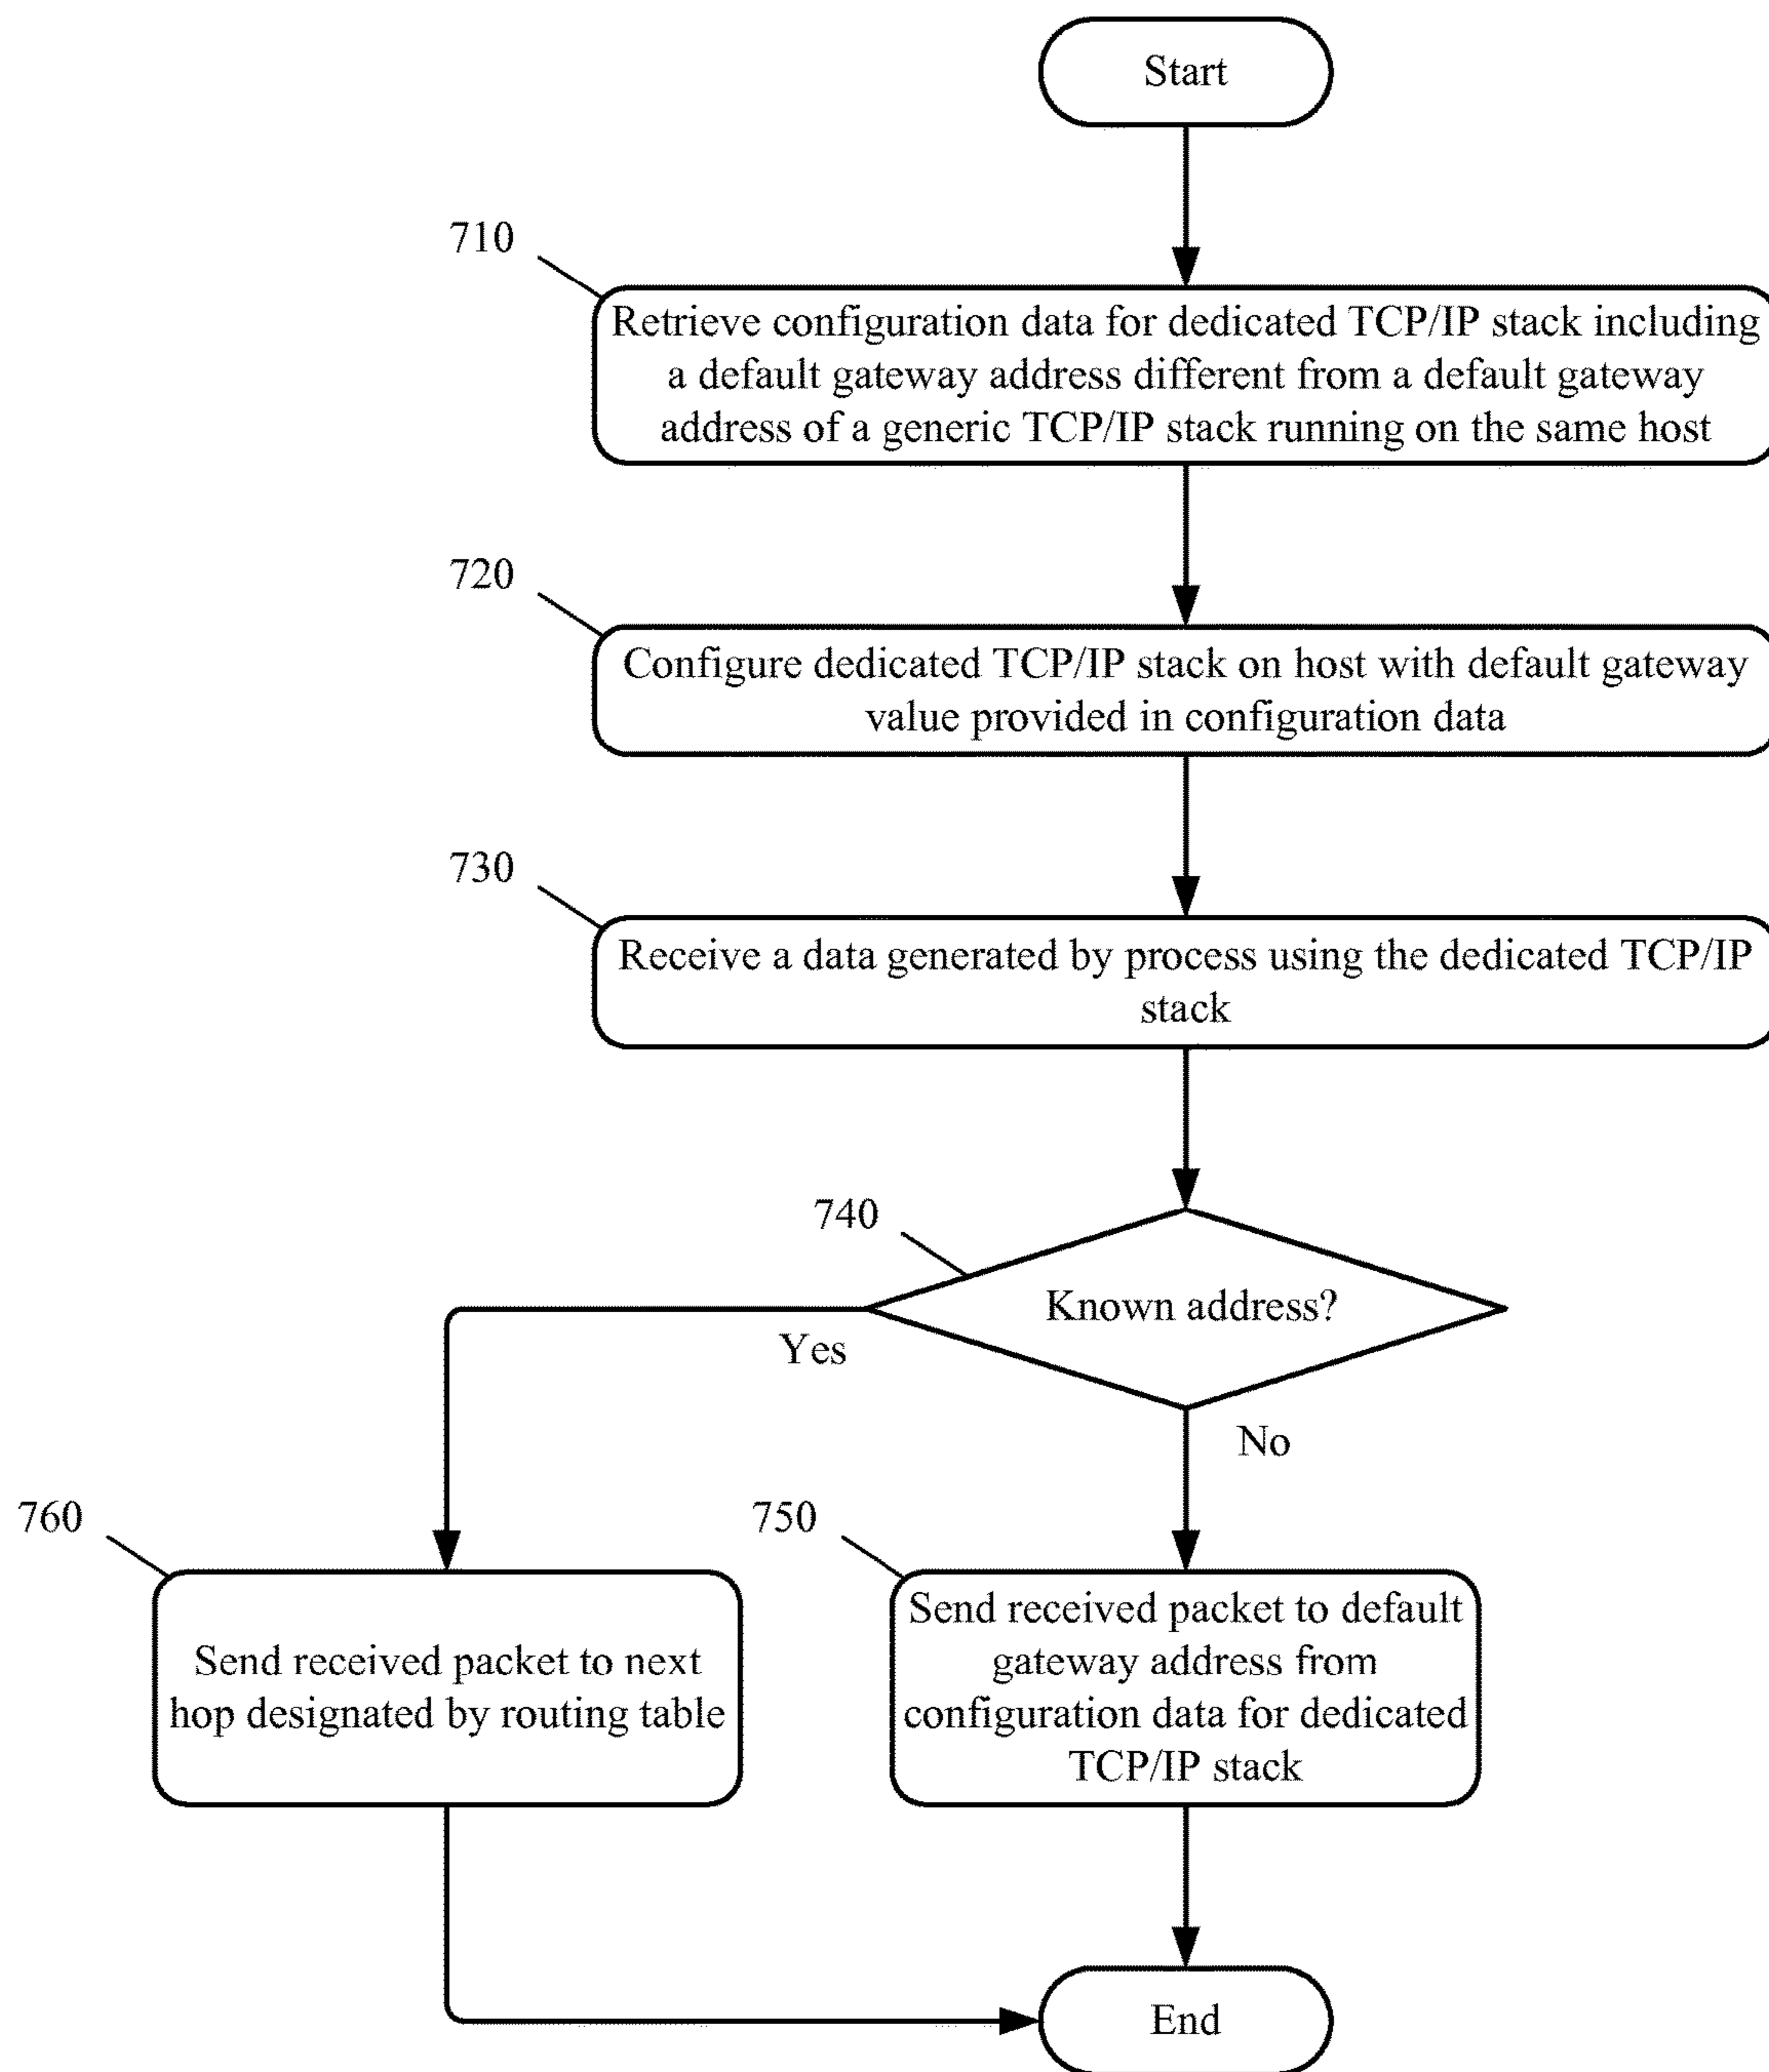 Start
710
Retrieve configuration data for dedicated TCP/IP stack including
a default gateway address different from a default gateway
address of a generic TCP/IP stack running on the same host
720
Configure dedicated TCP/IP stack on host with default gateway
value provided in configuration data
730
Receive a data generated by process using the dedicated TCP/IP
stack
740
Known address?
Yes
No
760
Send received packet to next
hop designated by routing table
750
Send received packet to default
gateway address from
configuration data for dedicated
TCP/IP stack
End